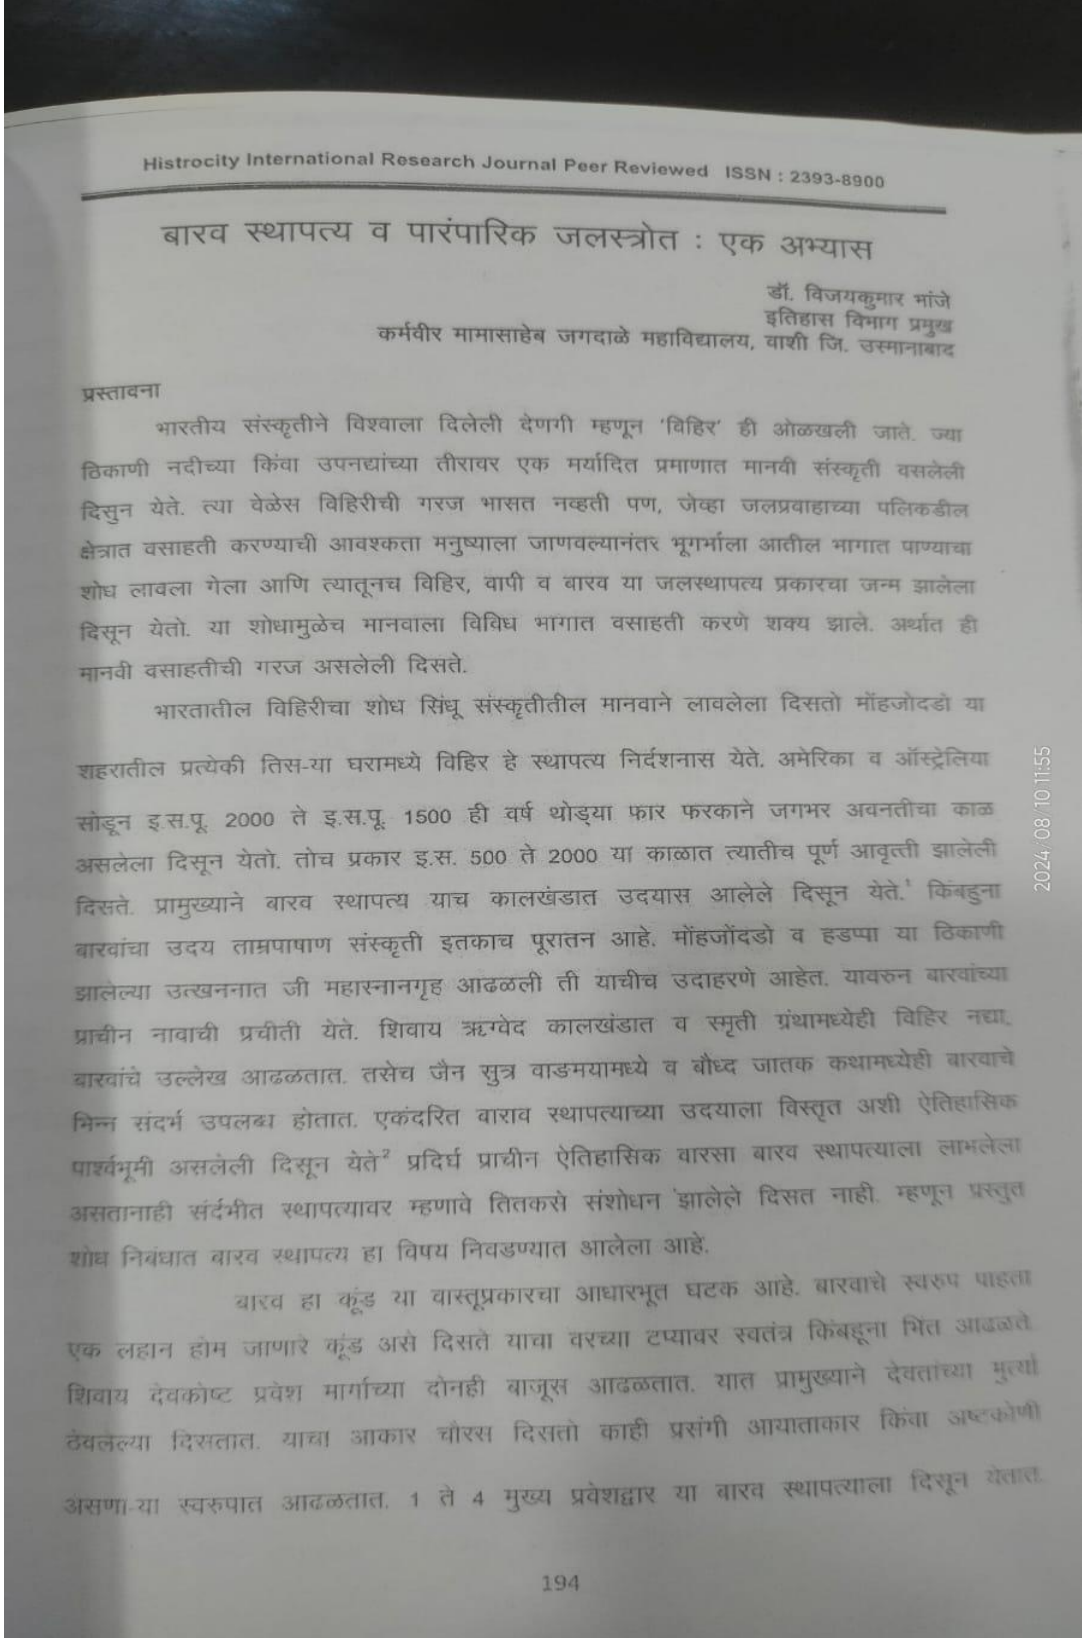 Histrocity International Research Journal Peer Reviewed ISSN : 2393-8900
बारव स्थापत्य व पारंपारिक जलस्त्रोत : एक अभ्यास
डॉ. विजयकुमार भांजे
इतिहास विभाग प्रमुख
कर्मवीर मामासाहेब जगदाळे महाविद्यालय, वाशी जि. उस्मानाबाद
प्रस्तावना
भारतीय संस्कृतीने विश्वाला दिलेली देणगी म्हणून 'विहिर' ही ओळखली जाते. ज्या
ठिकाणी नदीच्या किंवा उपनद्यांच्या तीरावर एक मर्यादित प्रमाणात मानवी संस्कृती वसलेली
दिसुन येते. त्या वेळेस विहिरीची गरज भासत नव्हती पण, जेव्हा जलप्रवाहाच्या पलिकडील
क्षेत्रात वसाहती करण्याची आवश्कता मनुष्याला जाणवल्यानंतर भूगर्भाला आतील भागात पाण्याचा
शोध लावला गेला आणि त्यातूनच विहिर, वापी व बारव या जलस्थापत्य प्रकारचा जन्म झालेला
दिसून येतो. या शोधामुळेच मानवाला विविध भागात वसाहती करणे शक्य झाले. अर्थात ही
मानवी वसाहतीची गरज असलेली दिसते.
भारतातील विहिरीचा शोध सिंधू संस्कृतीतील मानवाने लावलेला दिसतो मोंहजोदडो या
शहरातील प्रत्येकी तिस-या घरामध्ये विहिर हे स्थापत्य निर्दशनास येते. अमेरिका व ऑस्ट्रेलिया
सोडून इ.स.पू. 2000 ते इ.स.पू. 1500 ही वर्ष थोड्या फार फरकाने जगभर अवनतीचा काळ
असलेला दिसून येतो. तोच प्रकार इ.स. 500 ते 2000 या काळात त्यातीच पूर्ण आवृत्ती झालेली
दिसते. प्रामुख्याने बारव स्थापत्य याच कालखंडात उदयास आलेले दिसून येते.¹ किंबहुना
बारवांचा उदय ताम्रपाषाण संस्कृती इतकाच पूरातन आहे. मोंहजोंदडो व हडप्पा या ठिकाणी
झालेल्या उत्खननात जी महास्नानगृह आढळली ती याचीच उदाहरणे आहेत. यावरुन बारवांच्या
प्राचीन नावाची प्रचीती येते. शिवाय ऋग्वेद कालखंडात व स्मृती ग्रंथामध्येही विहिर नद्या,
बारवांचे उल्लेख आढळतात. तसेच जैन सुत्र वाङमयामध्ये व बौध्द जातक कथामध्येही बारवाचे
भिन्न संदर्भ उपलब्ध होतात. एकंदरित बाराव स्थापत्याच्या उदयाला विस्तृत अशी ऐतिहासिक
पार्श्वभूमी असलेली दिसून येते² प्रदिर्घ प्राचीन ऐतिहासिक वारसा बारव स्थापत्याला लाभलेला
असतानाही संर्दभीत स्थापत्यावर म्हणावे तितकसे संशोधन झालेले दिसत नाही. म्हणून प्रस्तुत
शोध निबंधात बारव स्थापत्य हा विषय निवडण्यात आलेला आहे.
बारव हा कूंड या वास्तूप्रकारचा आधारभूत घटक आहे. बारवाचे स्वरुप पाहता
एक लहान होम जाणारे कूंड असे दिसते याचा वरच्या टप्यावर स्वतंत्र किंबहूना भिंत आढळते
शिवाय देवकोष्ट प्रवेश मार्गाच्या दोनही बाजूस आढळतात. यात प्रामुख्याने देवतांच्या मुर्त्या
ठेवलेल्या दिसतात. याचा आकार चौरस दिसतो काही प्रसंगी आयाताकार किंवा अष्टकोणी
असणा-या स्वरुपात आढळतात. 1 ते 4 मुख्य प्रवेशद्वार या बारव स्थापत्याला दिसून येतात.
194
2024/08/10 11:55